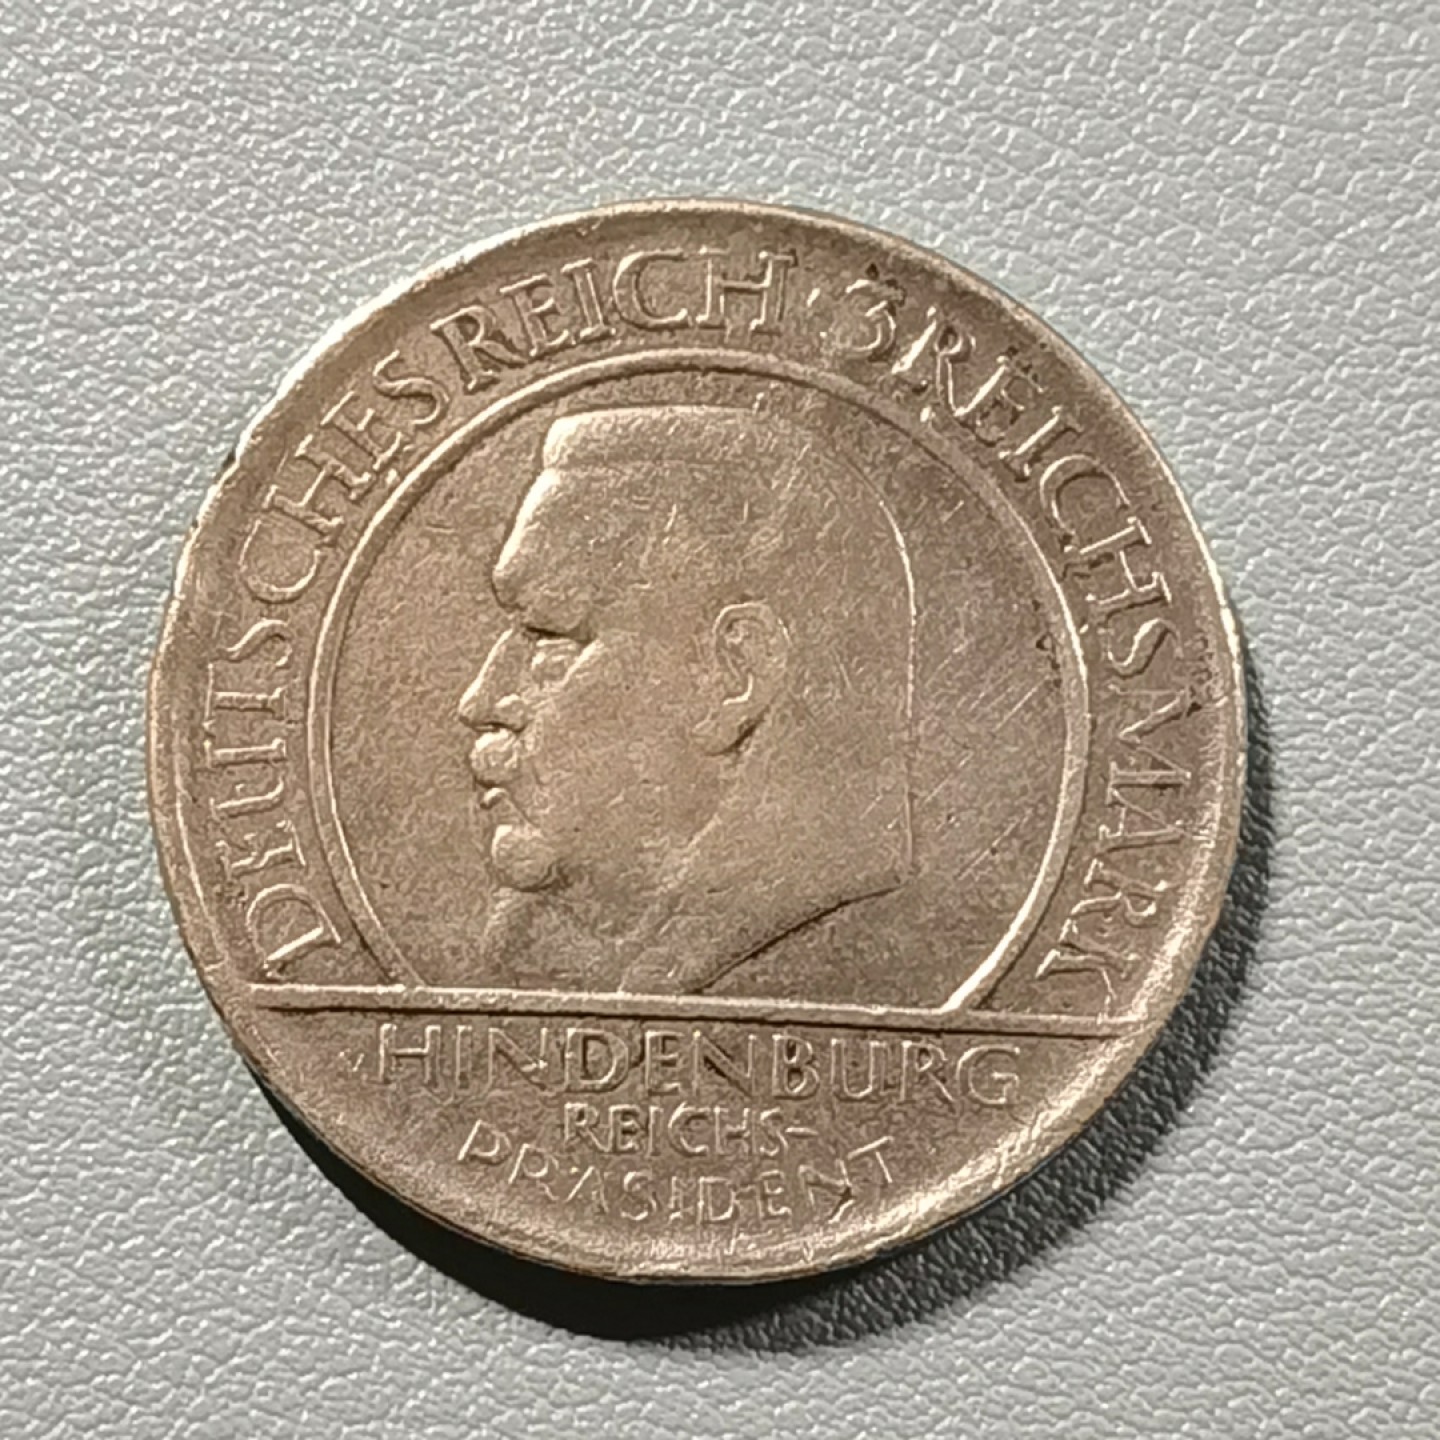 DEUTSCHES REICH · 3 REICHSMARK
v. HINDENBURG
REICHS-
PRÄSIDENT